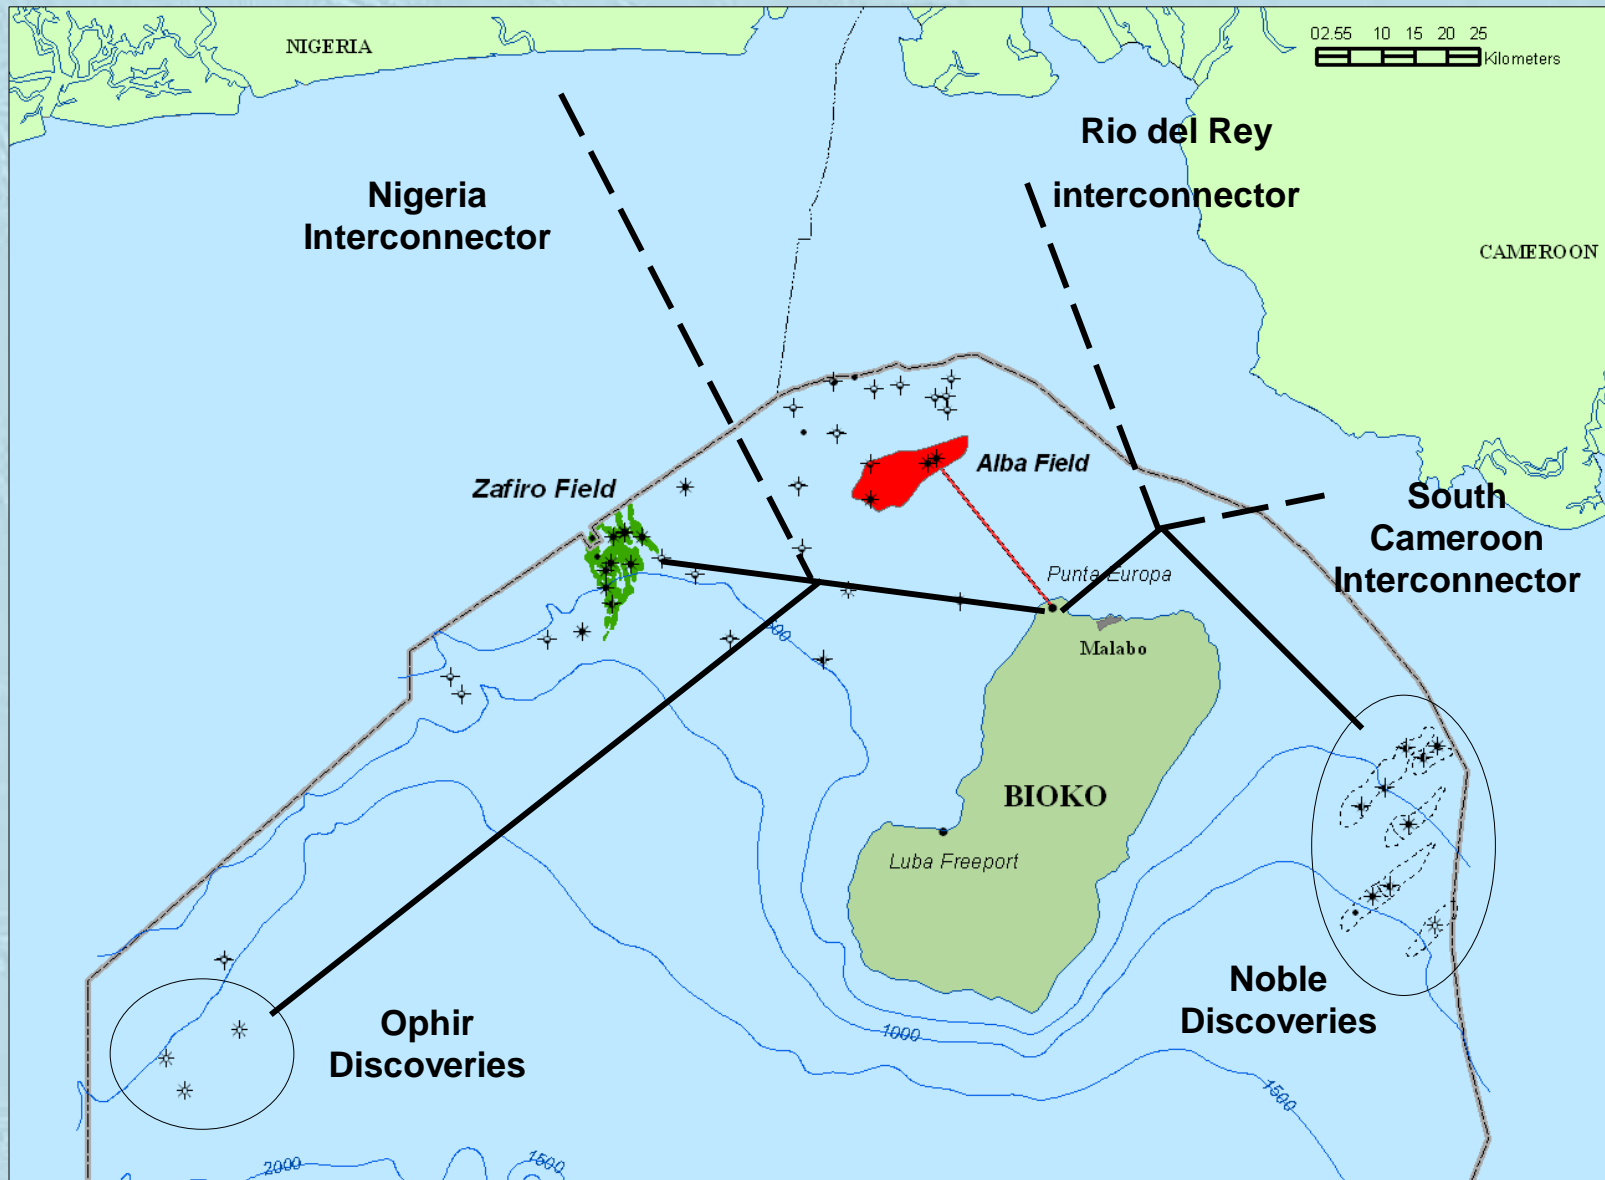 NIGERIA
02.55 10 15 20 25
Kilometers
Rio del Rey
interconnector
Nigeria
Interconnector
CAMEROON
Alba Field
Zafiro Field
South
Cameroon
Interconnector
Punta Europa
Malabo
500
BIOKO
Luba Freeport
Noble
Discoveries
Ophir
Discoveries
1000
1500
2000
1500